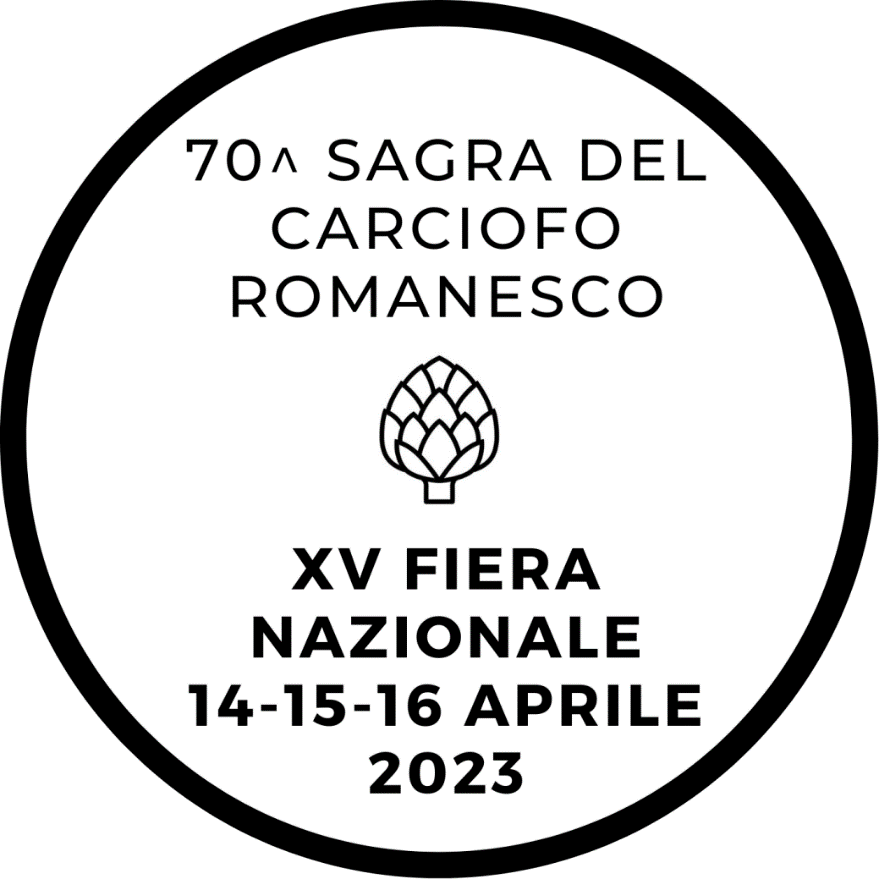 70^ SAGRA DEL
CARCIOFO
ROMANESCO
XV FIERA
NAZIONALE
14-15-16 APRILE
2023